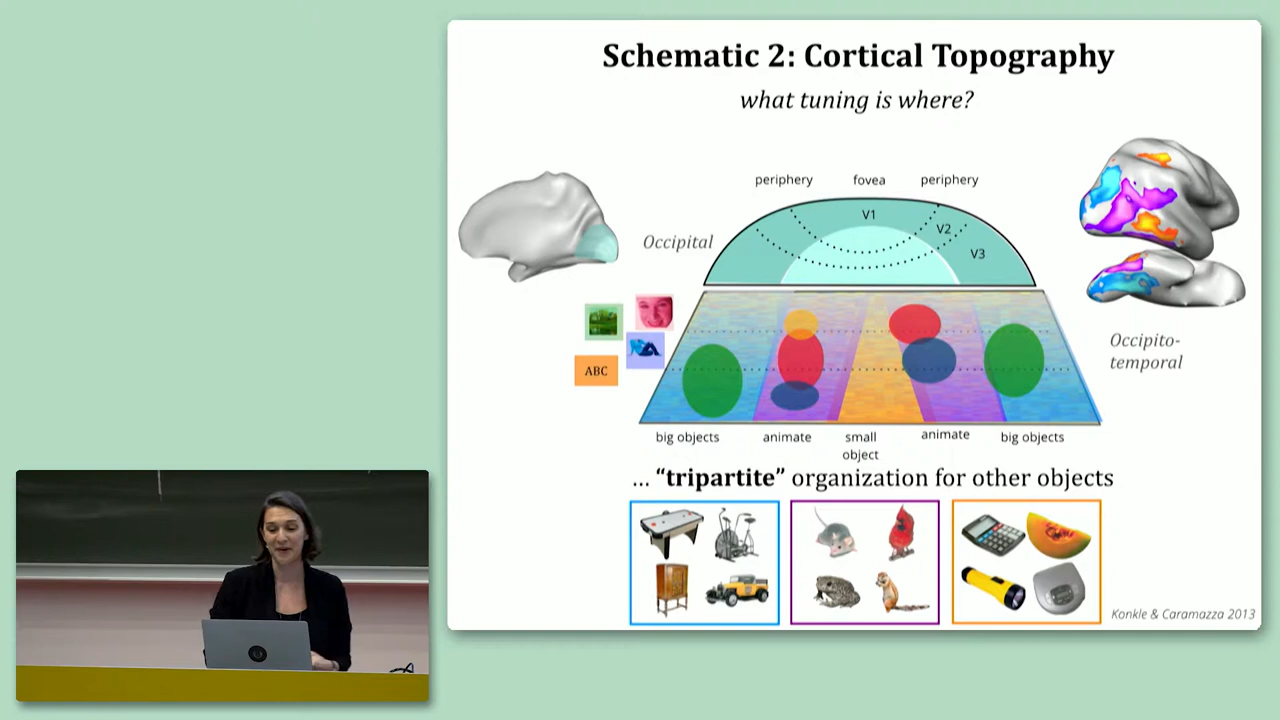 Schematic 2: Cortical Topography
what tuning is where?
periphery fovea periphery
V1
V2
V3
Occipital
ABC
Occipito-
temporal
big objects animate small object animate big objects
... “tripartite” organization for other objects
Konkle & Caramazza 2013